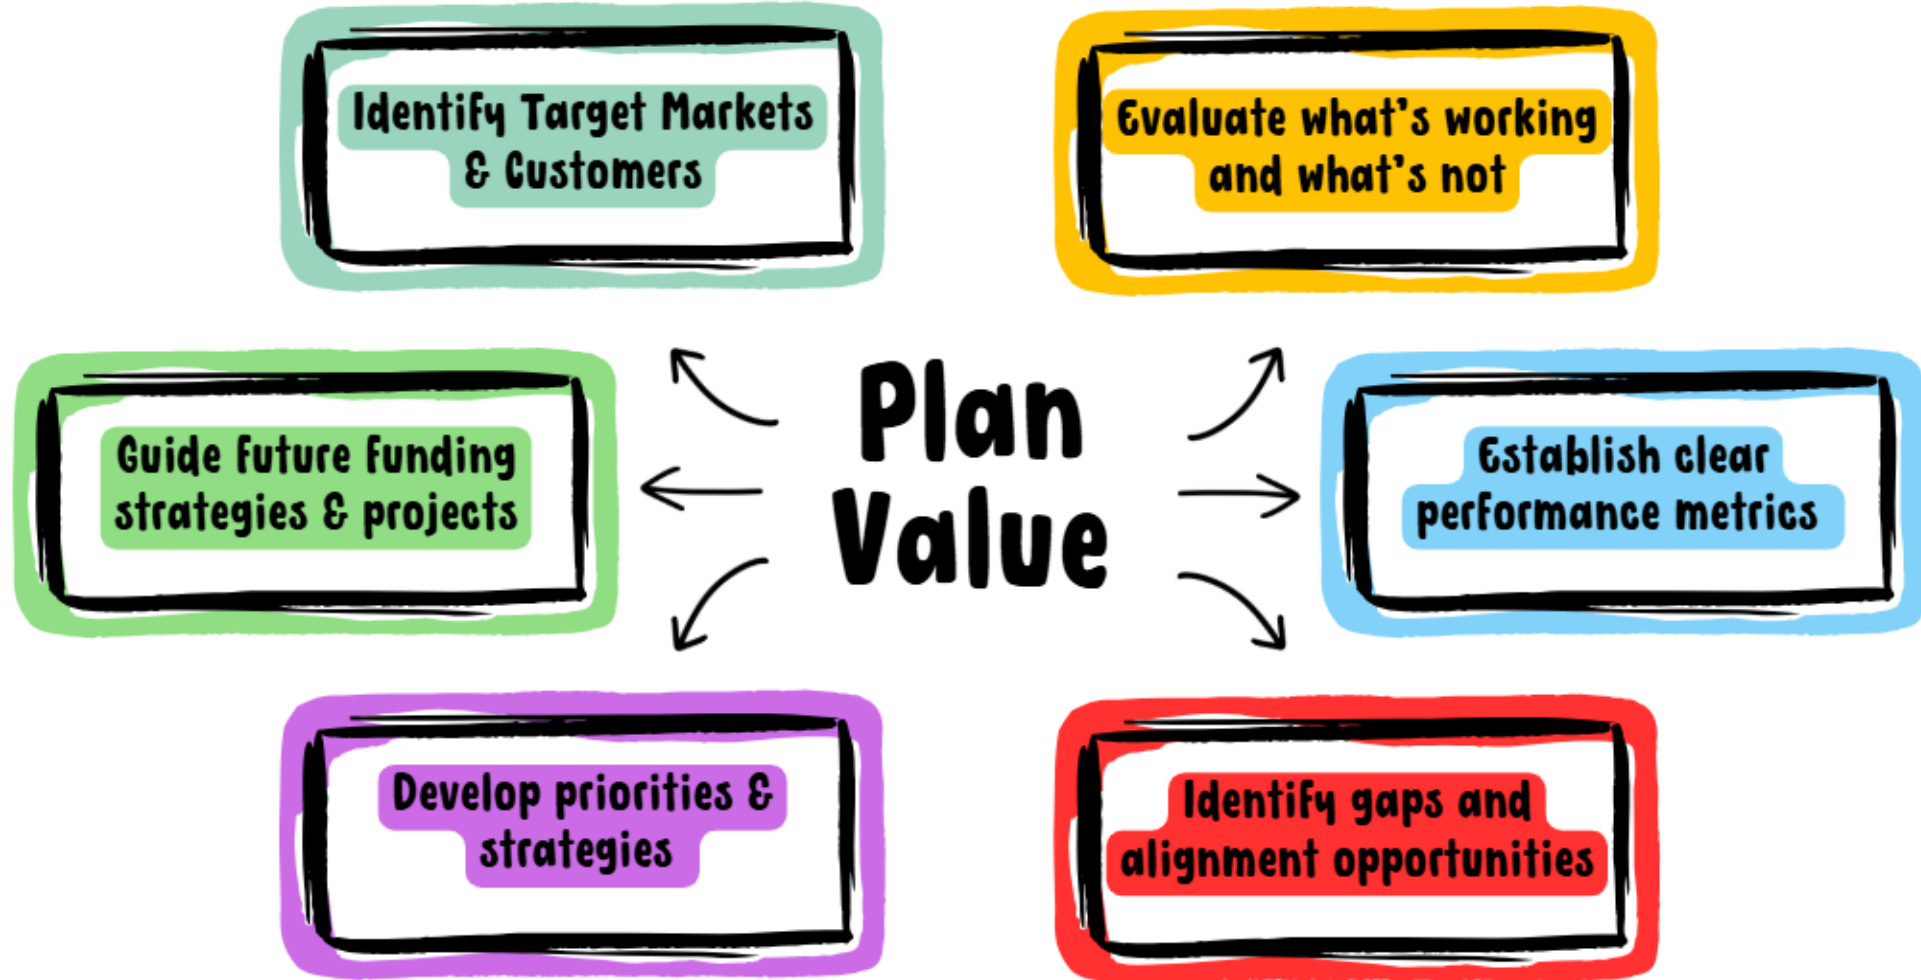 Identify Target Markets
& Customers
Evaluate what's working
and what's not
Plan
Value
Guide future funding
strategies & projects
Establish clear
performance metrics
Develop priorities &
strategies
Identify gaps and
alignment opportunities